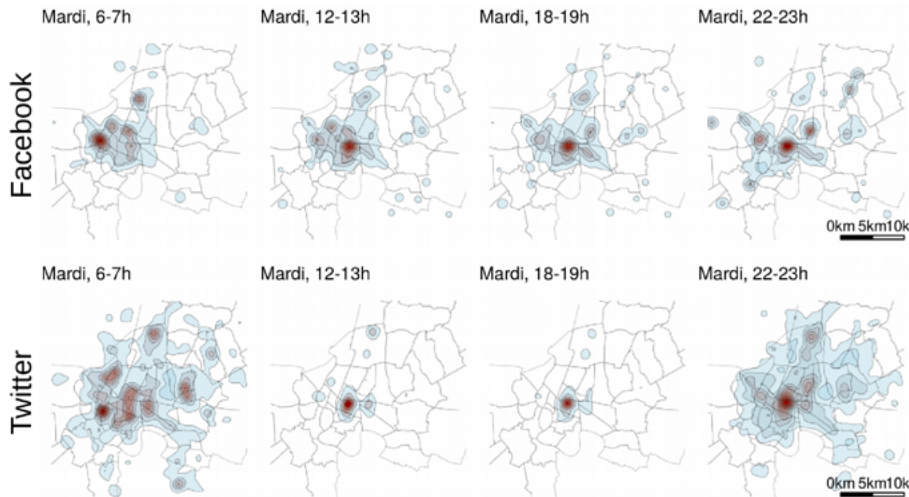 Mardi, 6-7h
Mardi, 12-13h
Mardi, 18-19h
Mardi, 22-23h
Facebook
0km 5km10k
Mardi, 6-7h
Mardi, 12-13h
Mardi, 18-19h
Mardi, 22-23h
Twitter
0km 5km10k